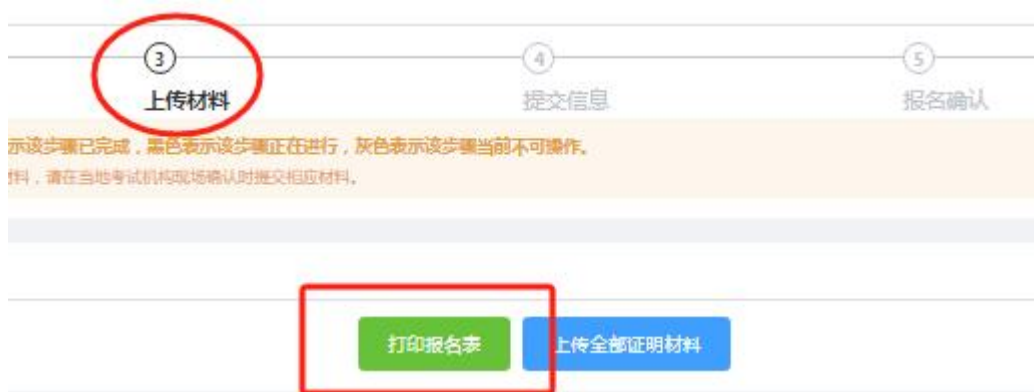 ③ ④ ⑤
上传材料 提交信息 报名确认
示该步骤已完成，黑色表示该步骤正在进行，灰色表示该步骤当前不可操作。
材料，请在当地考试机构现场确认时提交相应材料。
打印报名表 上传全部证明材料